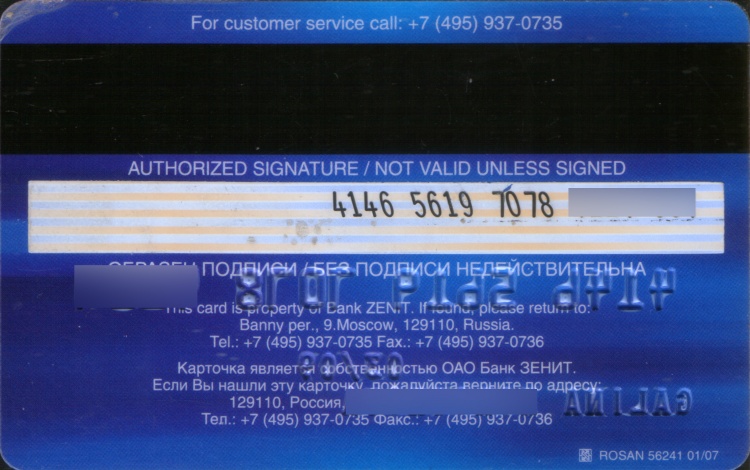 For customer service call: +7 (495) 937-0735
AUTHORIZED SIGNATURE / NOT VALID UNLESS SIGNED
4146 5619 7078
ПОДПИСИ / БЕЗ ПОДПИСИ НЕДЕЙСТВИТЕЛЬНА
4146 5619 7078
This card is property of Bank ZENIT. If found, please return to:
Banny per., 9.Moscow, 129110, Russia.
Tel.: +7 (495) 937-0735 Fax.: +7 (495) 937-0736
Карточка является собственностью ОАО Банк ЗЕНИТ.
Если Вы нашли эту карточку, пожалуйста верните по адресу:
129110, Россия,
GALINA
Тел.: +7 (495) 937-0735 Факс.: +7 (495) 937-0736
ROSAN 56241 01/07